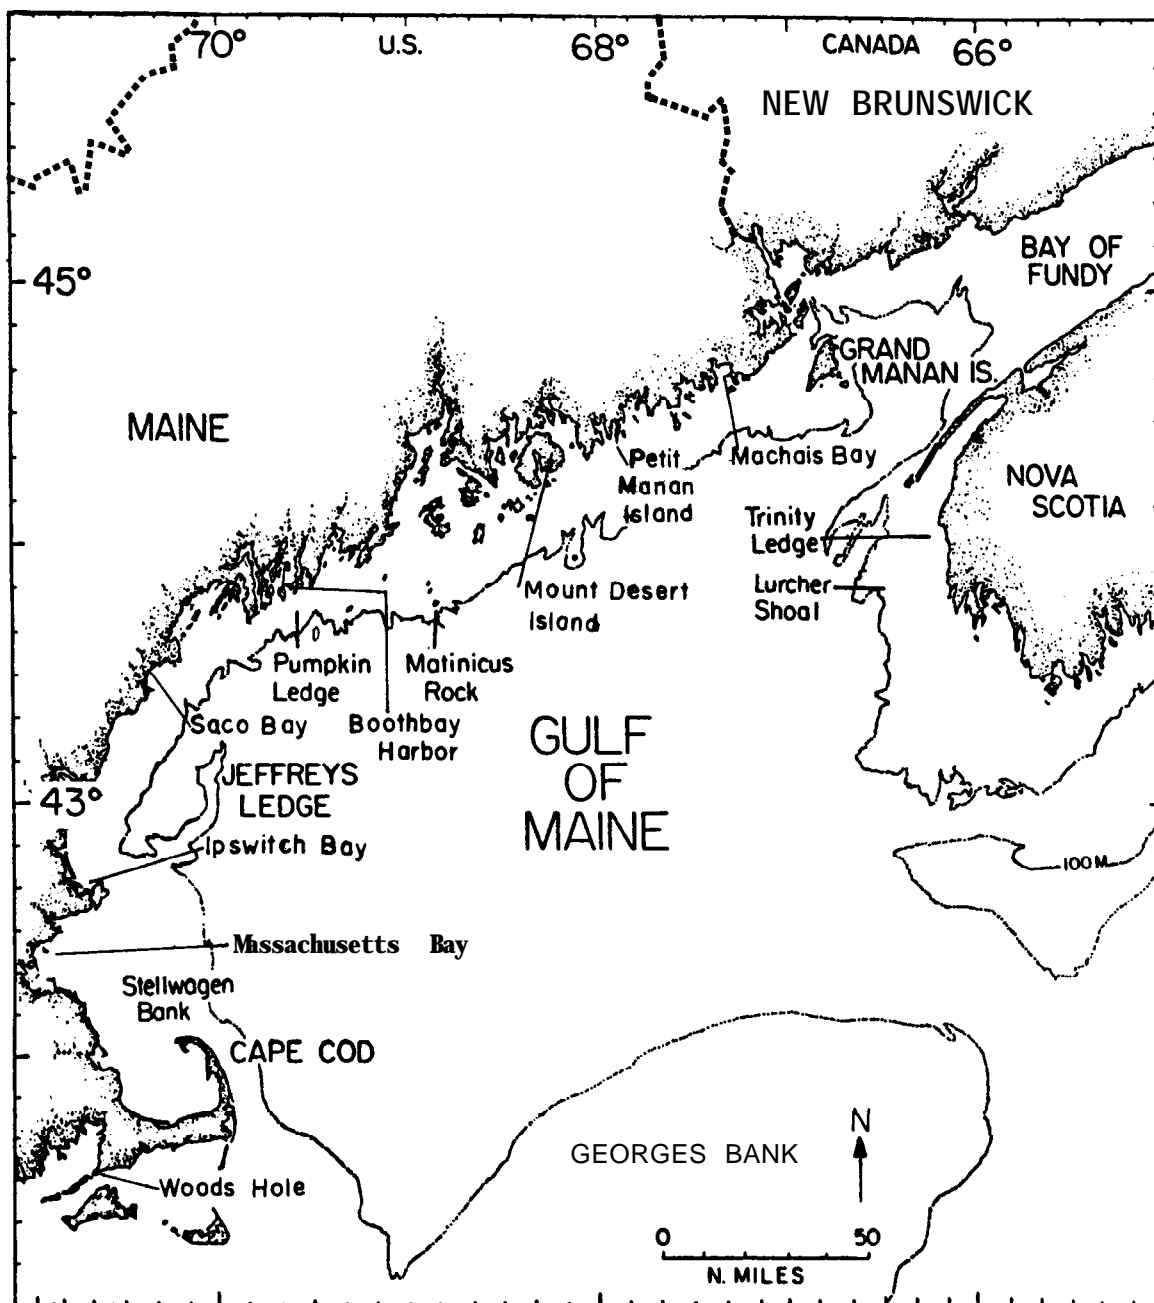 70°
U.S.
68°
CANADA
66°
NEW BRUNSWICK
BAY OF
FUNDY
45°
GRAND
MANAN IS.
MAINE
Petit
Manan
Island
Machais Bay
NOVA
SCOTIA
Trinity
Ledge
Mount Desert
Island
Lurcher
Shoal
Pumpkin
Ledge
Matinicus
Rock
Saco Bay
Boothbay
Harbor
GULF
OF
MAINE
JEFFREYS
LEDGE
43°
Ipswitch Bay
100M
Massachusetts Bay
Stellwagen
Bank
CAPE COD
GEORGES BANK
N
Woods Hole
0 50
N. MILES